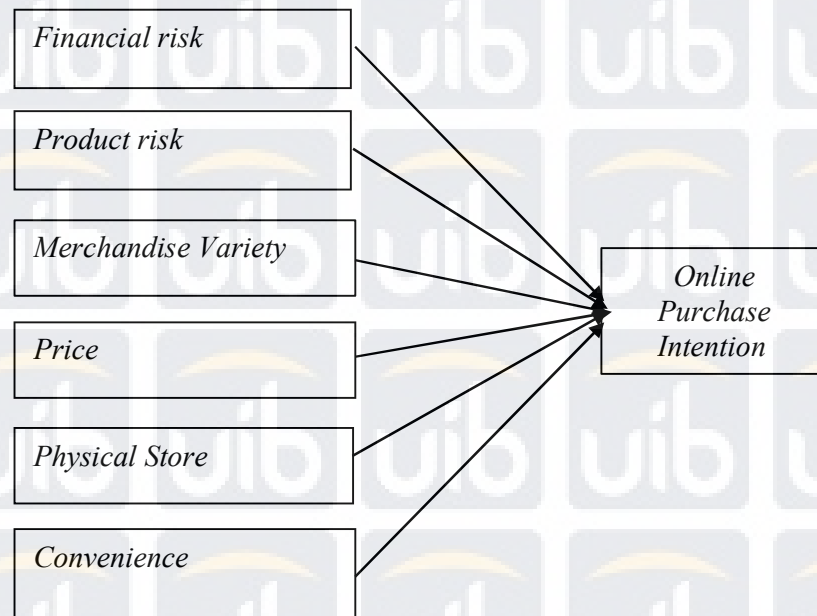 Financial risk
Product risk
Merchandise Variety
Price
Physical Store
Convenience
Online
Purchase
Intention